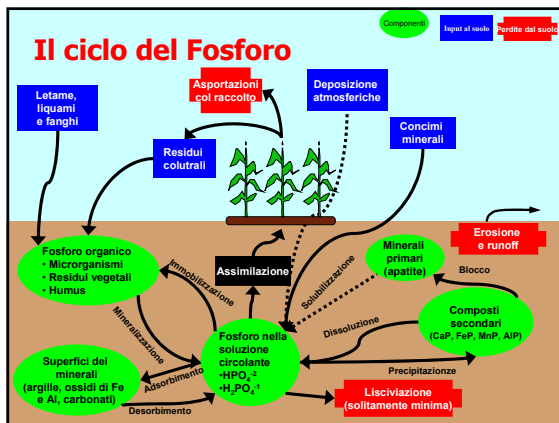 Il ciclo del Fosforo
Componenti
Input al suolo
Perdite dal suolo
Letame,
liquami
e fanghi
Asportazioni
col raccolto
Deposizione
atmosferiche
Residui
colutrali
Concimi
minerali
Erosione
e runoff
Fosforo organico
• Microrganismi
• Residui vegetali
• Humus
Immobilizzazione
Mineralizzazione
Assimilazione
Solubilizzazione
Minerali
primari
(apatite)
Blocco
Composti
secondari
(CaP, FeP, MnP, AlP)
Dissoluzione
Precipitazionze
Fosforo nella
soluzione
circolante
•HPO₄⁻²
•H₂PO₄⁻¹
Superfici dei
minerali
(argille, ossidi di Fe
e Al, carbonati)
Adsorbimento
Desorbimento
Lisciviazione
(solitamente minima)